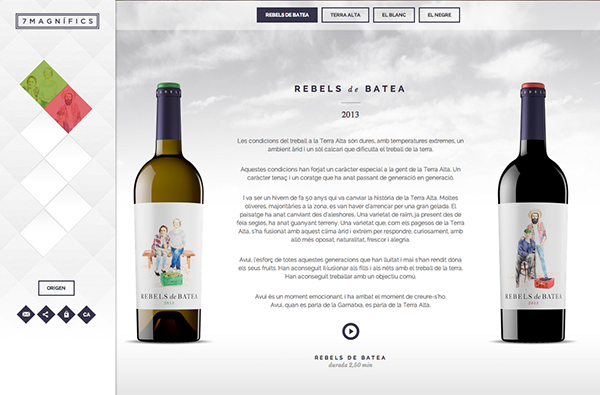 7MAGNÍFICS
REBELS DE BATEA
TERRA ALTA
EL BLANC
EL NEGRE
REBELS de BATEA
2013
Les condicions del treball a la Terra Alta son dures, amb temperatures extremes, un
ambient àrid i un sòl calcari que dificulta el treball de la terra.
Aquestes condicions han forjat un caràcter especial a la gent de la Terra Alta. Un
caràcter tenaç i un coratge que ha anat passant de generació en generació.
I va ser un hivern de fa 50 anys qui va canviar la història de la Terra Alta. Moltes
oliveres, majoritàries a la zona, es van haver d'arrencar per una gran gelada. El
paisatge ha anat canviant des d'aleshores. Una varietat de raïm, ja present des de
feia segles, ha anat guanyant terreny. Una varietat que, com els pagesos de la Terra
Alta, s'ha fusionat amb aquest clima àrid i extrem per respondre, curiosament, amb
allò més oposat, naturalitat, frescor i alegria.
Avui, l'esforç de totes aquestes generacions que han lluitat i mai s'han rendit dóna
els seus fruits. Han aconseguit il·lusionar als fills i als néts amb el treball de la terra.
Han aconseguit treballar amb un objectiu comú.
Avui és un moment emocionant, i ha arribat el moment de creure-s'ho.
Avui, quan es parla de la Garnatxa, es parla de la Terra Alta.
REBELS DE BATEA
durada 2,50 min
REBELS de BATEA
2013
REBELS de BATEA
2013
ORIGEN
CA